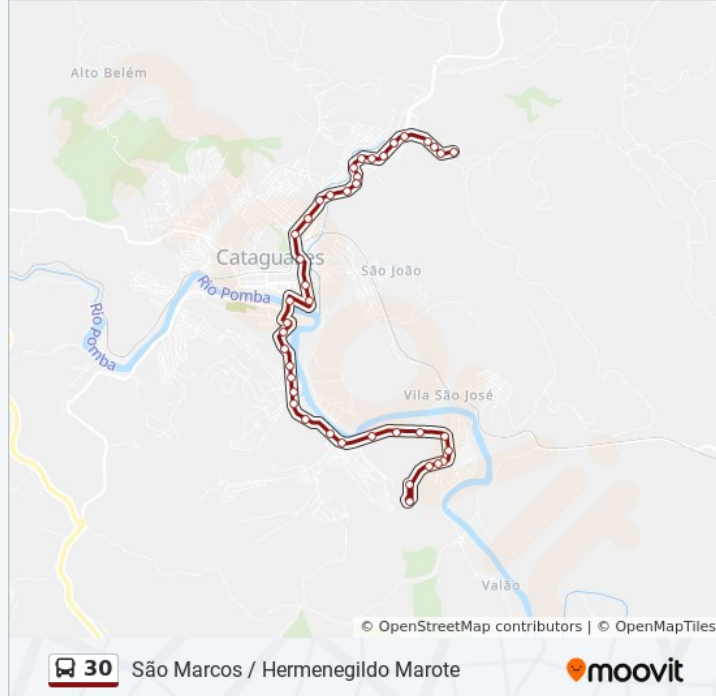 Alto Belém
Cataguases
São João
Rio Pomba
Rio Pomba
Vila São José
Valão
© OpenStreetMap contributors | © OpenMapTiles
30 São Marcos / Hermenegildo Marote
moovit